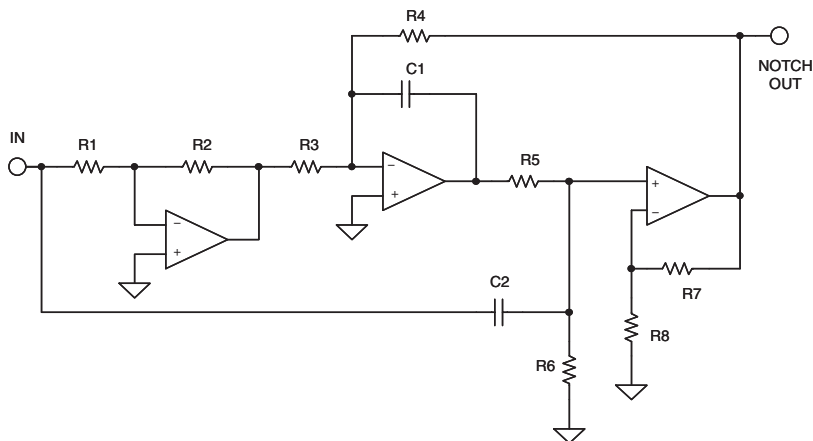 R4
C1
NOTCH
OUT
IN
R1
R2
R3
−
+
R5
+
−
−
+
C2
R7
R8
R6